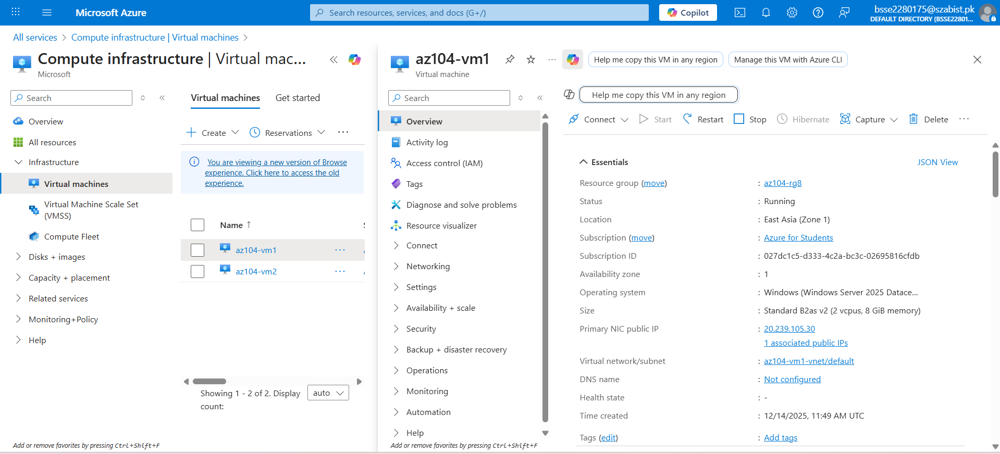 Microsoft Azure
Search resources, services, and docs (G+/)
Copilot
bsse2280175@szabist.pk
DEFAULT DIRECTORY (BSSE22801...
All services
Compute infrastructure | Virtual machines
Compute infrastructure | Virtual mac...
Microsoft
Search
Overview
All resources
Infrastructure
Virtual machines
Virtual Machine Scale Set
(VMSS)
Compute Fleet
Disks + images
Capacity + placement
Related services
Monitoring+Policy
Help
Add or remove favorites by pressing Ctrl+Shift+F
Virtual machines
Get started
Create
Reservations
You are viewing a new version of Browse
experience. Click here to access the old
experience.
Name ↑
az104-vm1
az104-vm2
Showing 1 - 2 of 2. Display
count:
auto
az104-vm1
Virtual machine
Help me copy this VM in any region
Manage this VM with Azure CLI
Search
Overview
Activity log
Access control (IAM)
Tags
Diagnose and solve problems
Resource visualizer
Connect
Networking
Settings
Availability + scale
Security
Backup + disaster recovery
Operations
Monitoring
Automation
Help
Add or remove favorites by pressing Ctrl+Shift+F
Help me copy this VM in any region
Connect
Start
Restart
Stop
Hibernate
Capture
Delete
Essentials
JSON View
Resource group (move) : az104-rg8
Status : Running
Location : East Asia (Zone 1)
Subscription (move) : Azure for Students
Subscription ID : 027dc1c5-d333-4c2a-bc3c-02695816cfdb
Availability zone : 1
Operating system : Windows (Windows Server 2025 Datace...
Size : Standard B2as v2 (2 vcpus, 8 GiB memory)
Primary NIC public IP : 20.239.105.30
1 associated public IPs
Virtual network/subnet : az104-vm1-vnet/default
DNS name : Not configured
Health state : -
Time created : 12/14/2025, 11:49 AM UTC
Tags (edit) : Add tags